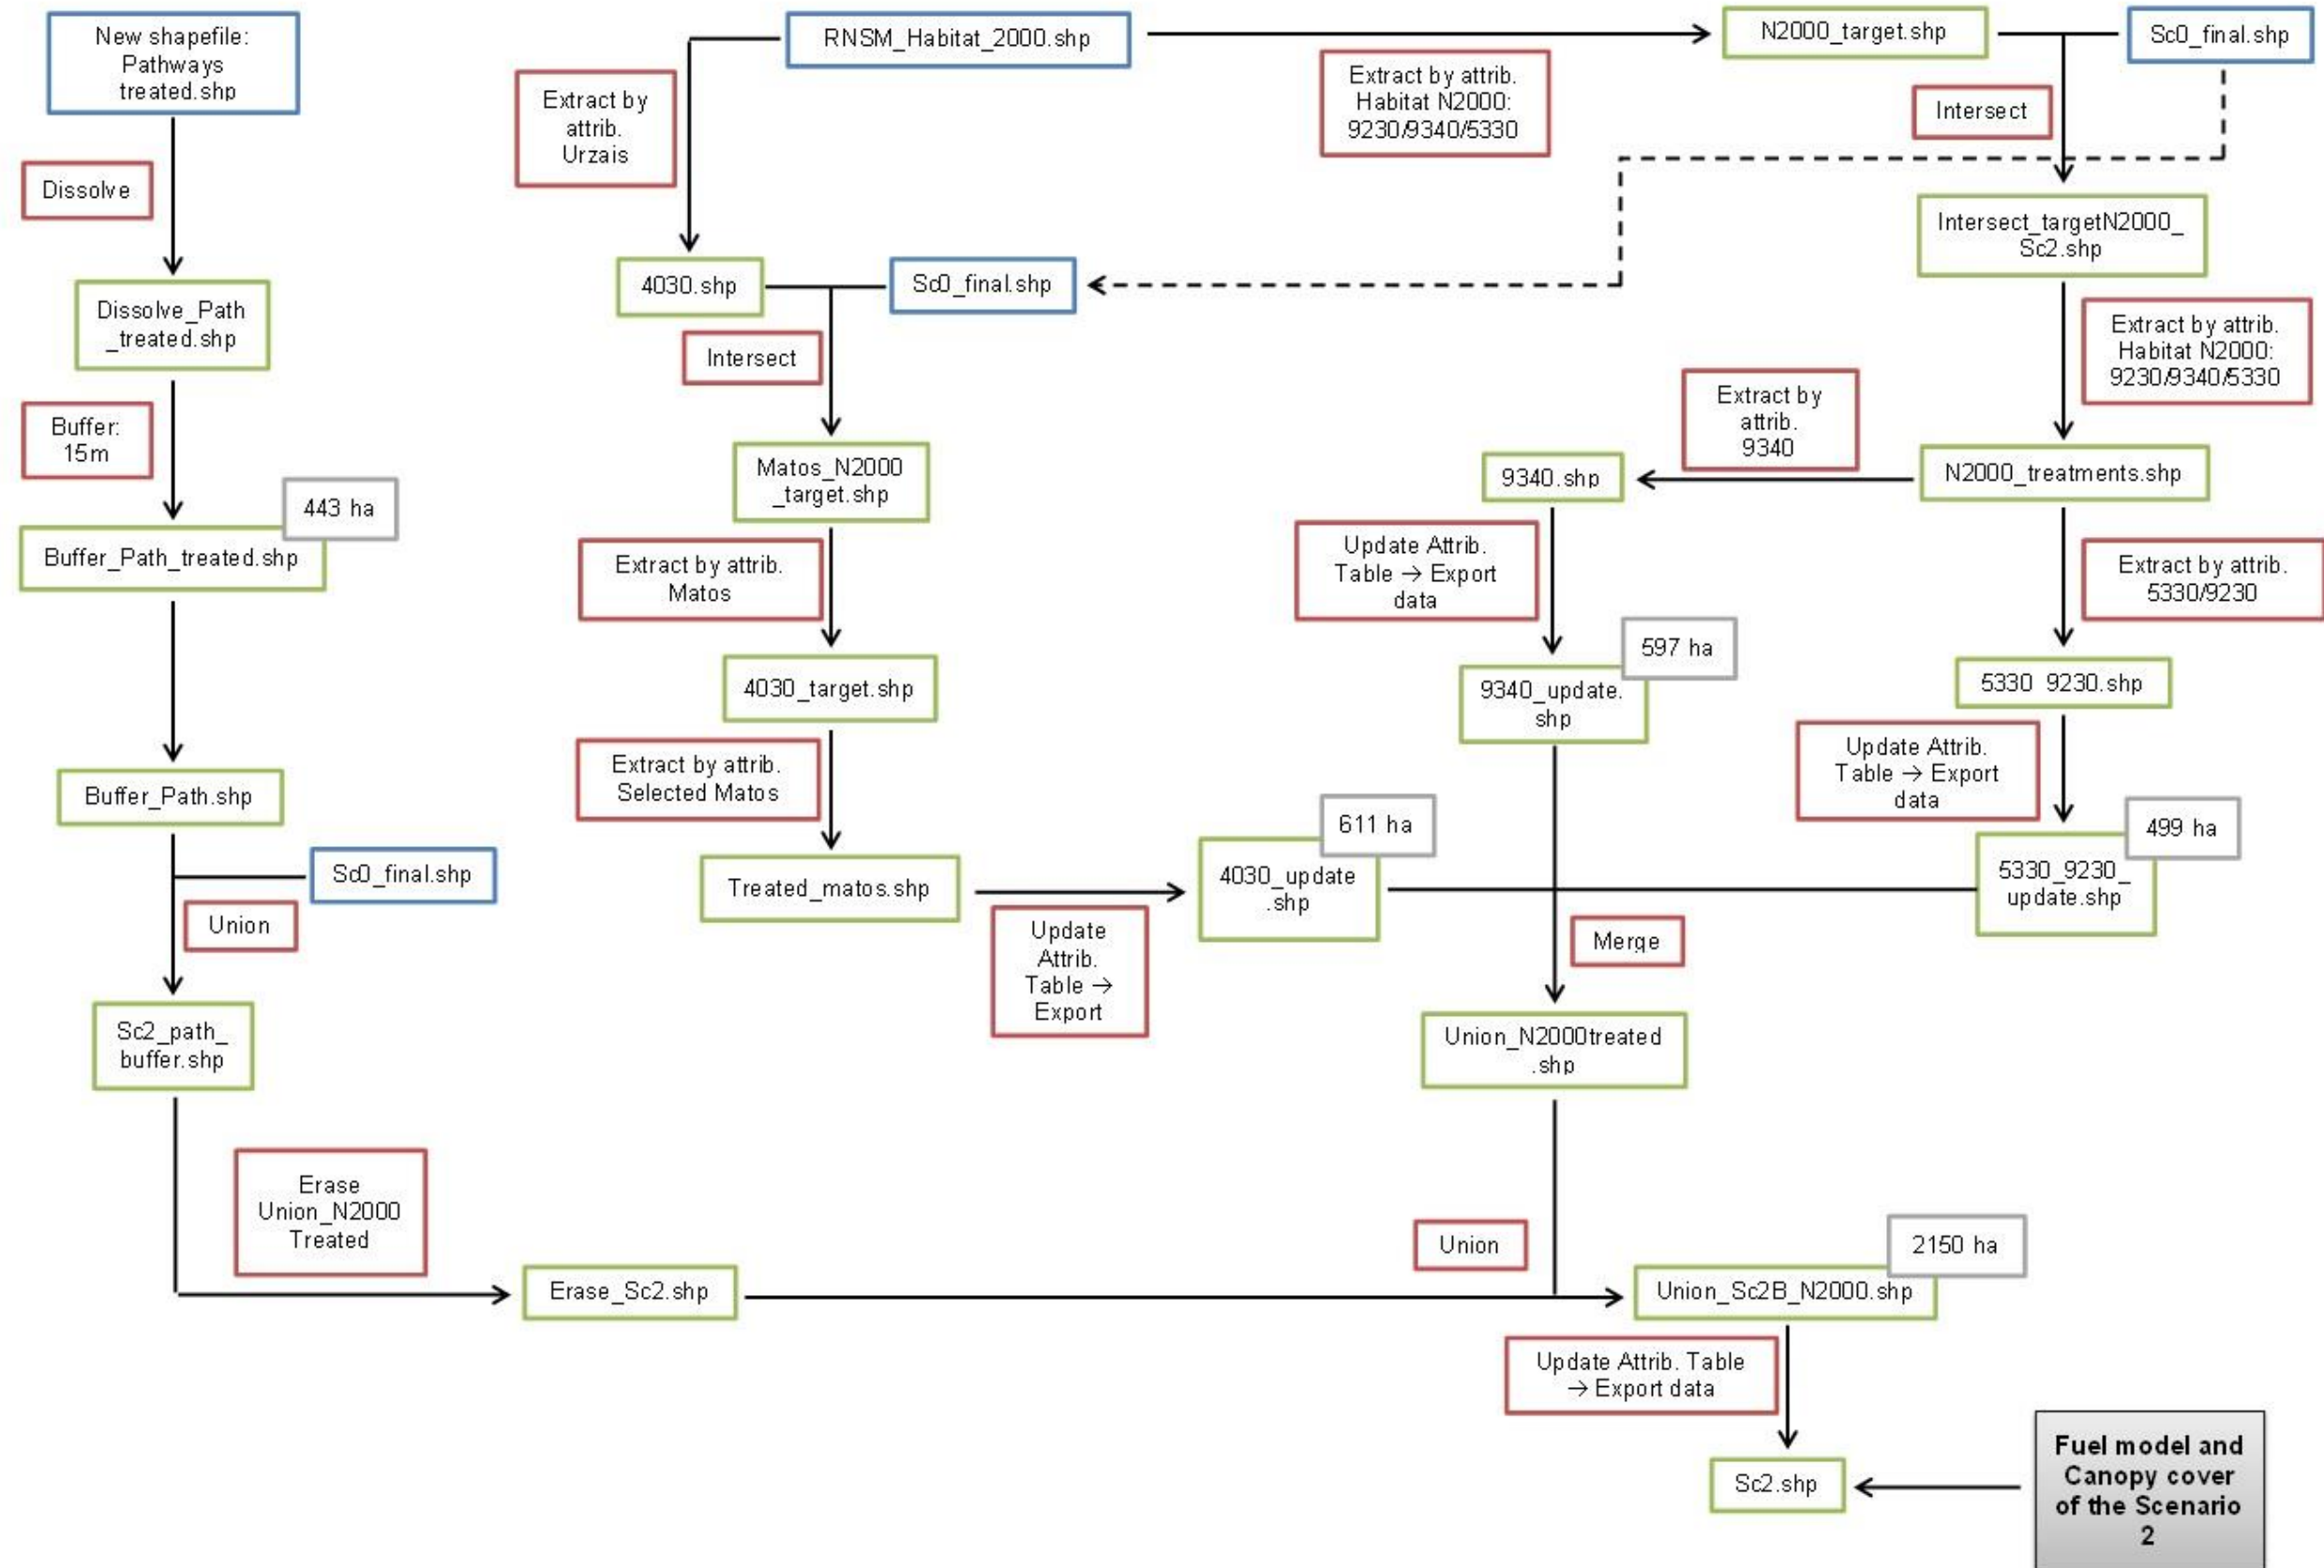 New shapefile:
Pathways
treated.shp
Dissolve
Dissolve_Path
_treated.shp
Buffer:
15m
443 ha
Buffer_Path_treated.shp
Buffer_Path.shp
Sc0_final.shp
Union
Sc2_path_
buffer.shp
Erase
Union_N2000
Treated
Erase_Sc2.shp
RNSM_Habitat_2000.shp
Extract by
attrib.
Urzais
4030.shp
Sc0_final.shp
Intersect
Matos_N2000
_target.shp
Extract by attrib.
Matos
4030_target.shp
Extract by attrib.
Selected Matos
Treated_matos.shp
Update
Attrib.
Table →
Export
611 ha
4030_update
.shp
Extract by attrib.
Habitat N2000:
9230/9340/5330
N2000_target.shp
Sc0_final.shp
Intersect
Intersect_targetN2000_
Sc2.shp
Extract by attrib.
Habitat N2000:
9230/9340/5330
N2000_treatments.shp
Extract by
attrib.
9340
9340.shp
Update Attrib.
Table → Export
data
597 ha
9340_update.
shp
Extract by attrib.
5330/9230
5330 9230.shp
Update Attrib.
Table → Export
data
499 ha
5330_9230_
update.shp
Merge
Union_N2000treated
.shp
Union
2150 ha
Union_Sc2B_N2000.shp
Update Attrib. Table
→ Export data
Sc2.shp
Fuel model and
Canopy cover
of the Scenario
2